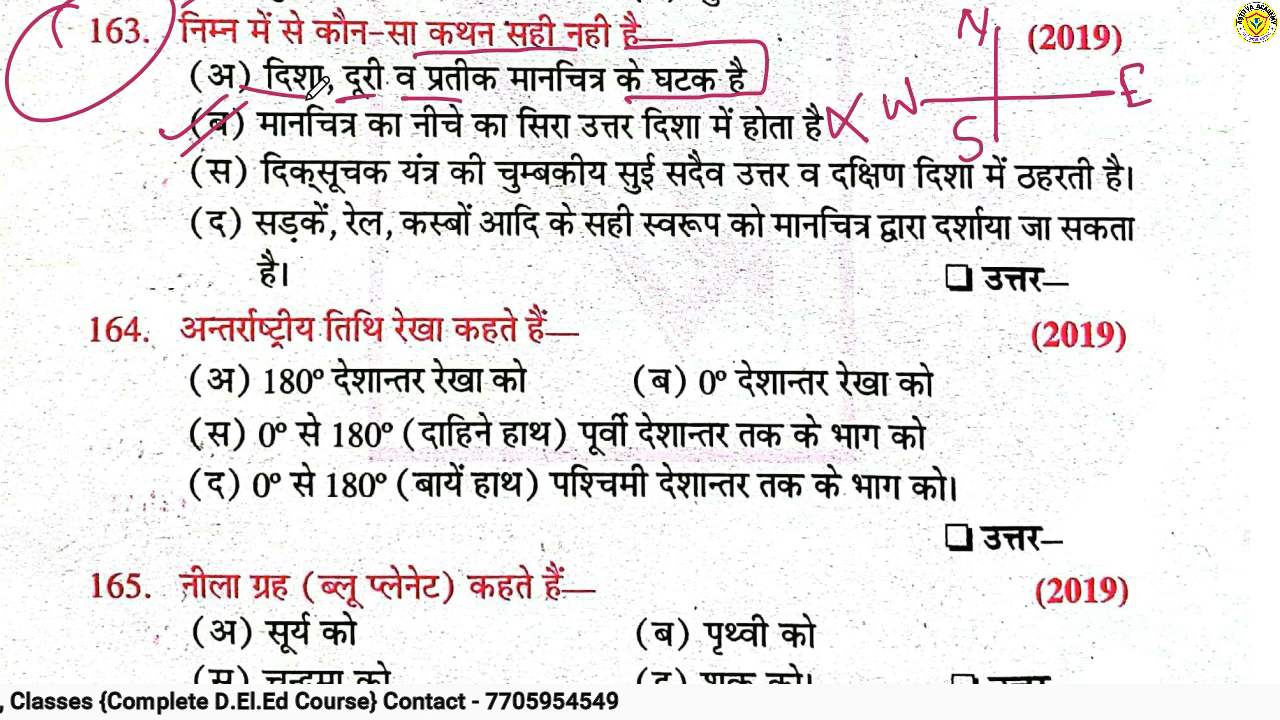 163. निम्न में से कौन-सा कथन सही नही है— (2019)
(अ) दिशा, दूरी व प्रतीक मानचित्र के घटक है
(ब) मानचित्र का नीचे का सिरा उत्तर दिशा में होता है
(स) दिक्सूचक यंत्र की चुम्बकीय सुई सदैव उत्तर व दक्षिण दिशा में ठहरती है।
(द) सड़कें, रेल, कस्बों आदि के सही स्वरूप को मानचित्र द्वारा दर्शाया जा सकता
है। ❑ उत्तर—
N
W E
S
164. अन्तर्राष्ट्रीय तिथि रेखा कहते हैं— (2019)
(अ) 180° देशान्तर रेखा को (ब) 0° देशान्तर रेखा को
(स) 0° से 180° (दाहिने हाथ) पूर्वी देशान्तर तक के भाग को
(द) 0° से 180° (बायें हाथ) पश्चिमी देशान्तर तक के भाग को।
❑ उत्तर—
165. नीला ग्रह (ब्लू प्लेनेट) कहते हैं— (2019)
(अ) सूर्य को (ब) पृथ्वी को
(स) चन्द्रमा को (द) शुक्र को।
, Classes {Complete D.El.Ed Course} Contact - 7705954549